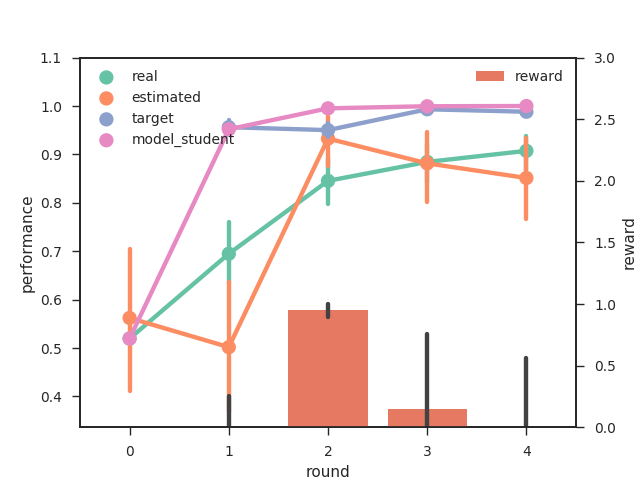 real
estimated
target
model_student
reward
1.1
1.0
0.9
0.8
0.7
0.6
0.5
0.4
performance
3.0
2.5
2.0
1.5
1.0
0.5
0.0
reward
0 1 2 3 4
round